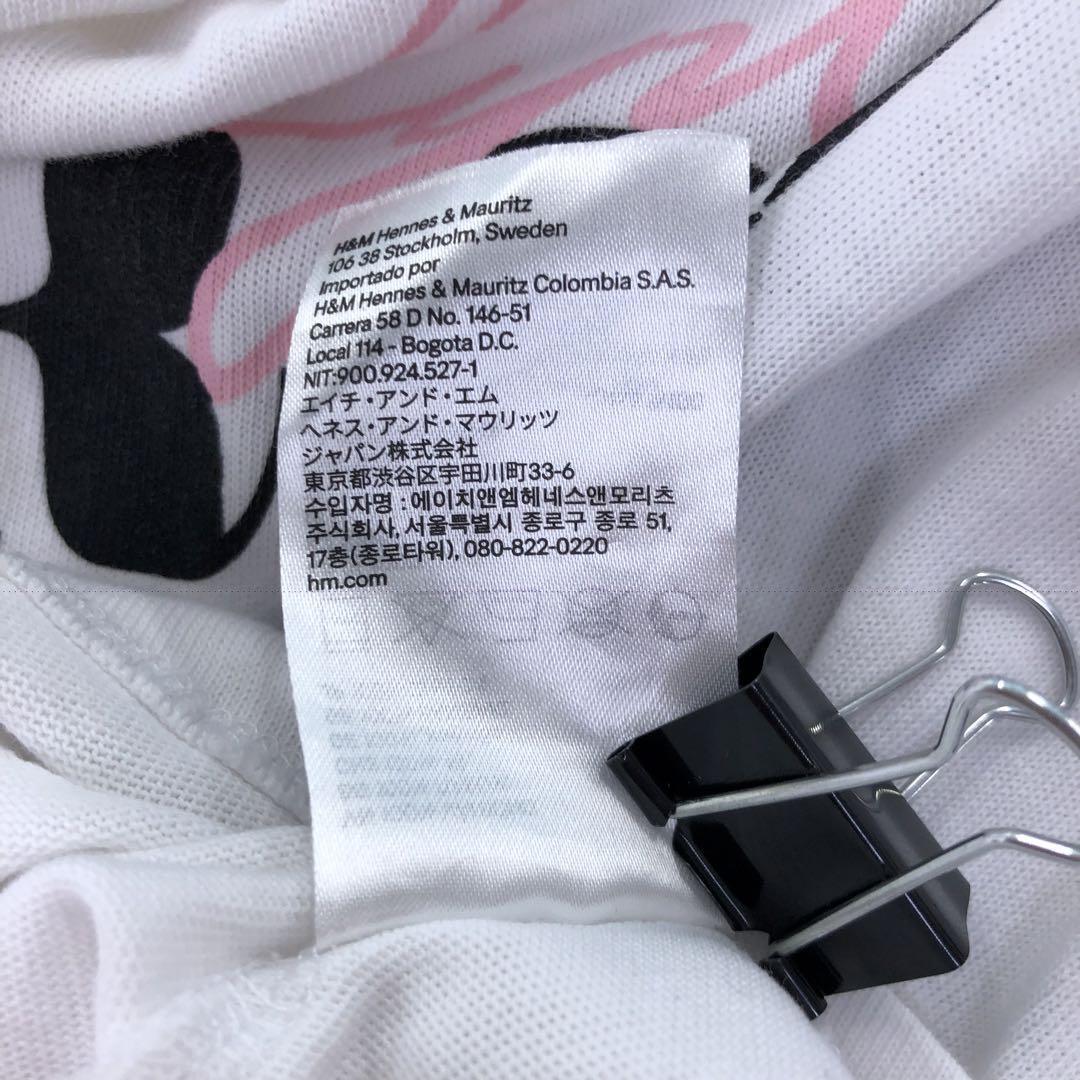 H&M Hennes & Mauritz
106 38 Stockholm, Sweden
Importado por
H&M Hennes & Mauritz Colombia S.A.S.
Carrera 58 D No. 146-51
Local 114 - Bogota D.C.
NIT:900.924.527-1
エイチ・アンド・エム
ヘネス・アンド・マウリッツ
ジャパン株式会社
東京都渋谷区宇田川町33-6
수입자명 : 에이치앤엠헤네스앤모리츠
주식회사, 서울특별시 종로구 종로 51,
17층(종로타워), 080-822-0220
hm.com